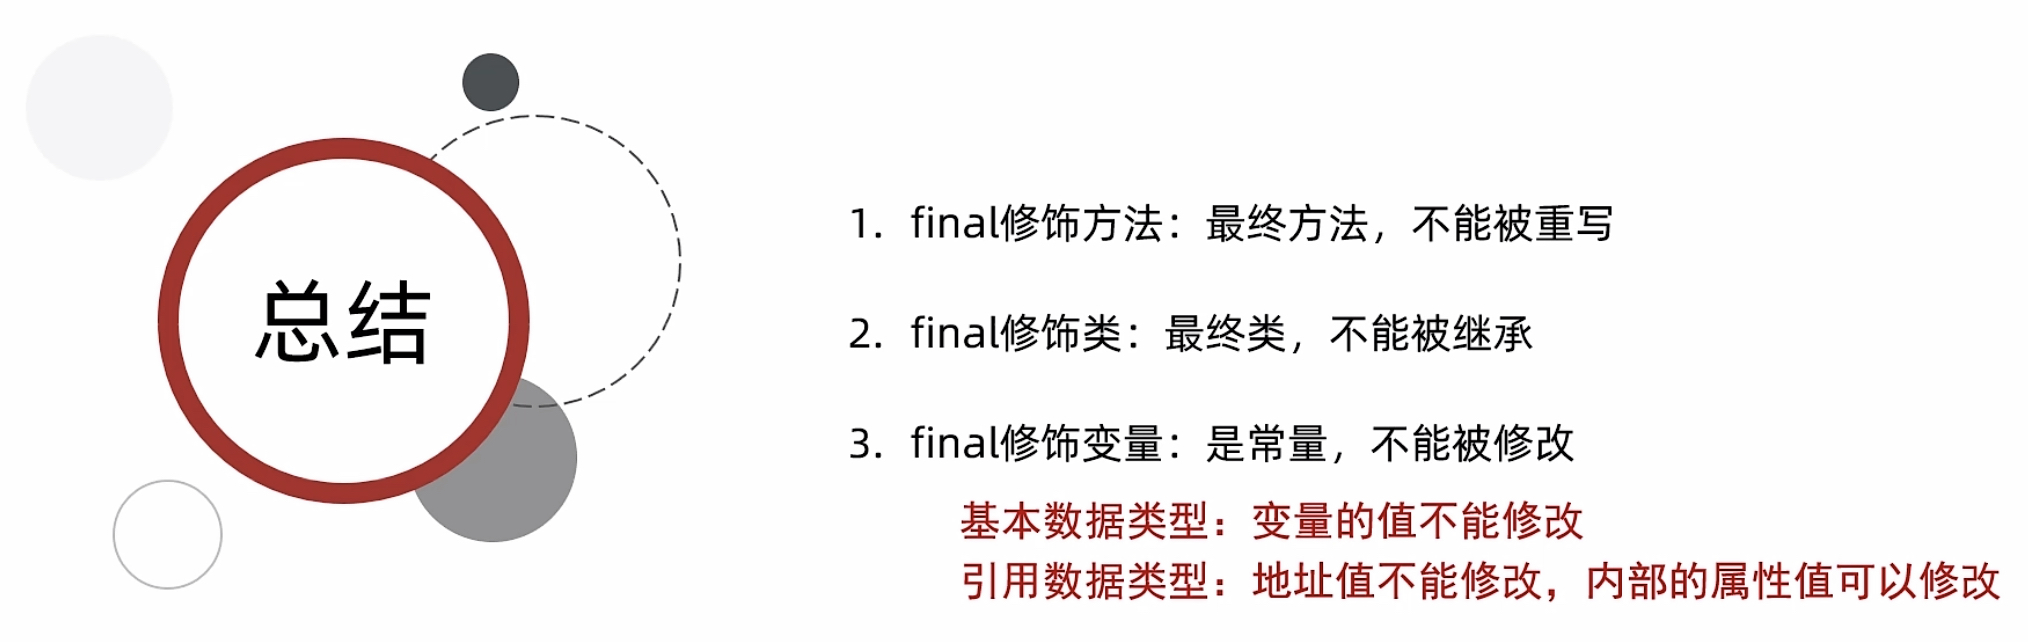 总结
1. final修饰方法：最终方法，不能被重写
2. final修饰类：最终类，不能被继承
3. final修饰变量：是常量，不能被修改
基本数据类型：变量的值不能修改
引用数据类型：地址值不能修改，内部的属性值可以修改